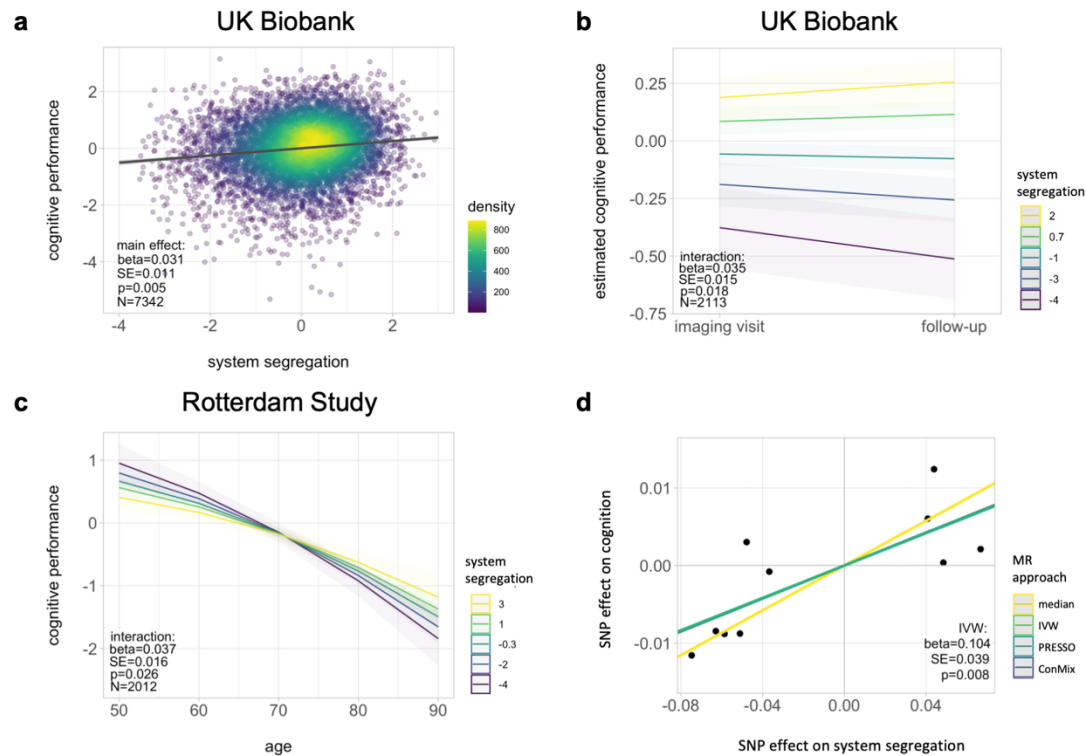 a
UK Biobank
cognitive performance
2
0
-2
-4
main effect:
beta=0.031
SE=0.011
p=0.005
N=7342
-4
-2
0
2
system segregation
density
800
600
400
200
b
UK Biobank
estimated cognitive performance
0.25
0.00
-0.25
-0.50
-0.75
interaction:
beta=0.035
SE=0.015
p=0.018
N=2113
imaging visit
follow-up
system
segregation
2
0.7
-1
-3
-4
c
Rotterdam Study
cognitive performance
1
0
-1
-2
interaction:
beta=0.037
SE=0.016
p=0.026
N=2012
50
60
70
80
90
age
system
segregation
3
1
-0.3
-2
-4
d
SNP effect on cognition
0.01
0.00
-0.01
IVW:
beta=0.104
SE=0.039
p=0.008
-0.08
-0.04
0.00
0.04
SNP effect on system segregation
MR
approach
median
IVW
PRESSO
ConMix